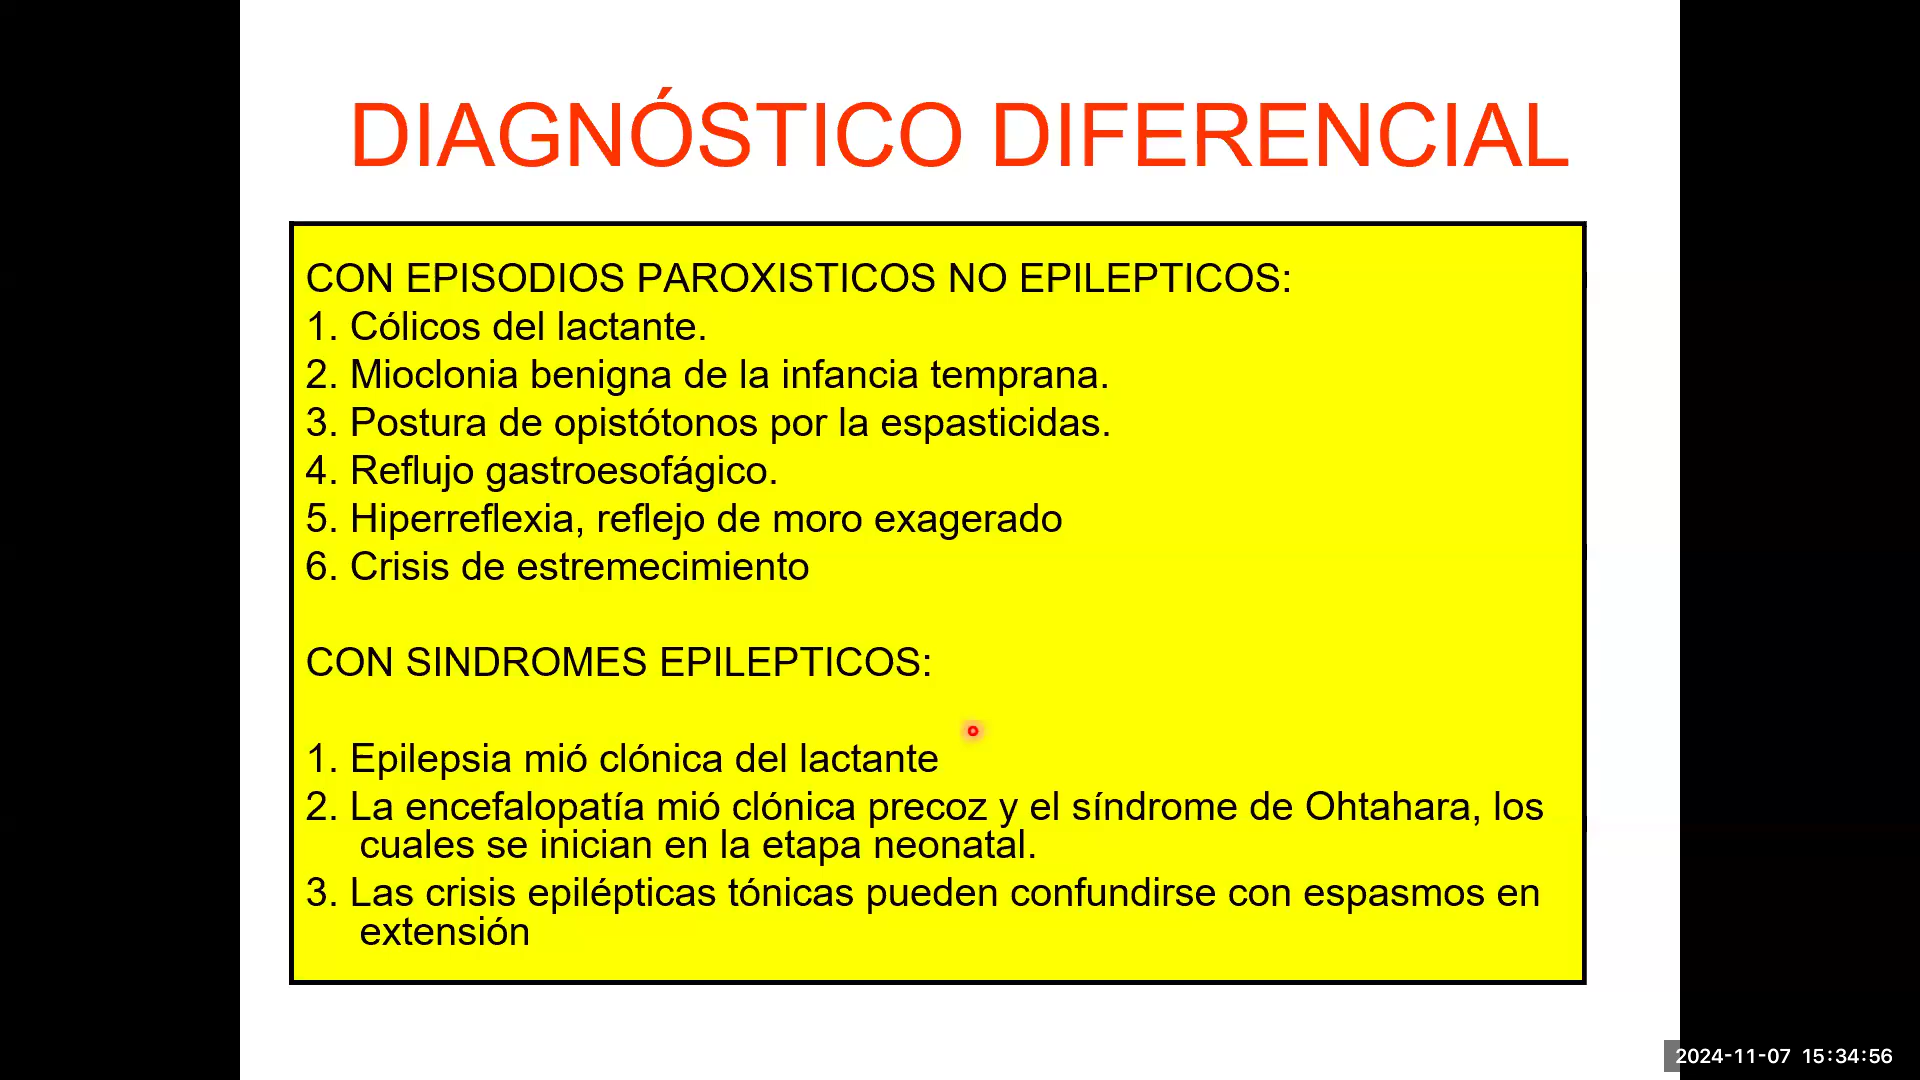 DIAGNÓSTICO DIFERENCIAL
CON EPISODIOS PAROXISTICOS NO EPILEPTICOS:
1. Cólicos del lactante.
2. Mioclonia benigna de la infancia temprana.
3. Postura de opistótonos por la espasticidas.
4. Reflujo gastroesofágico.
5. Hiperreflexia, reflejo de moro exagerado
6. Crisis de estremecimiento
CON SINDROMES EPILEPTICOS:
1. Epilepsia mió clónica del lactante
2. La encefalopatía mió clónica precoz y el síndrome de Ohtahara, los
cuales se inician en la etapa neonatal.
3. Las crisis epilépticas tónicas pueden confundirse con espasmos en
extensión
2024-11-07 15:34:56